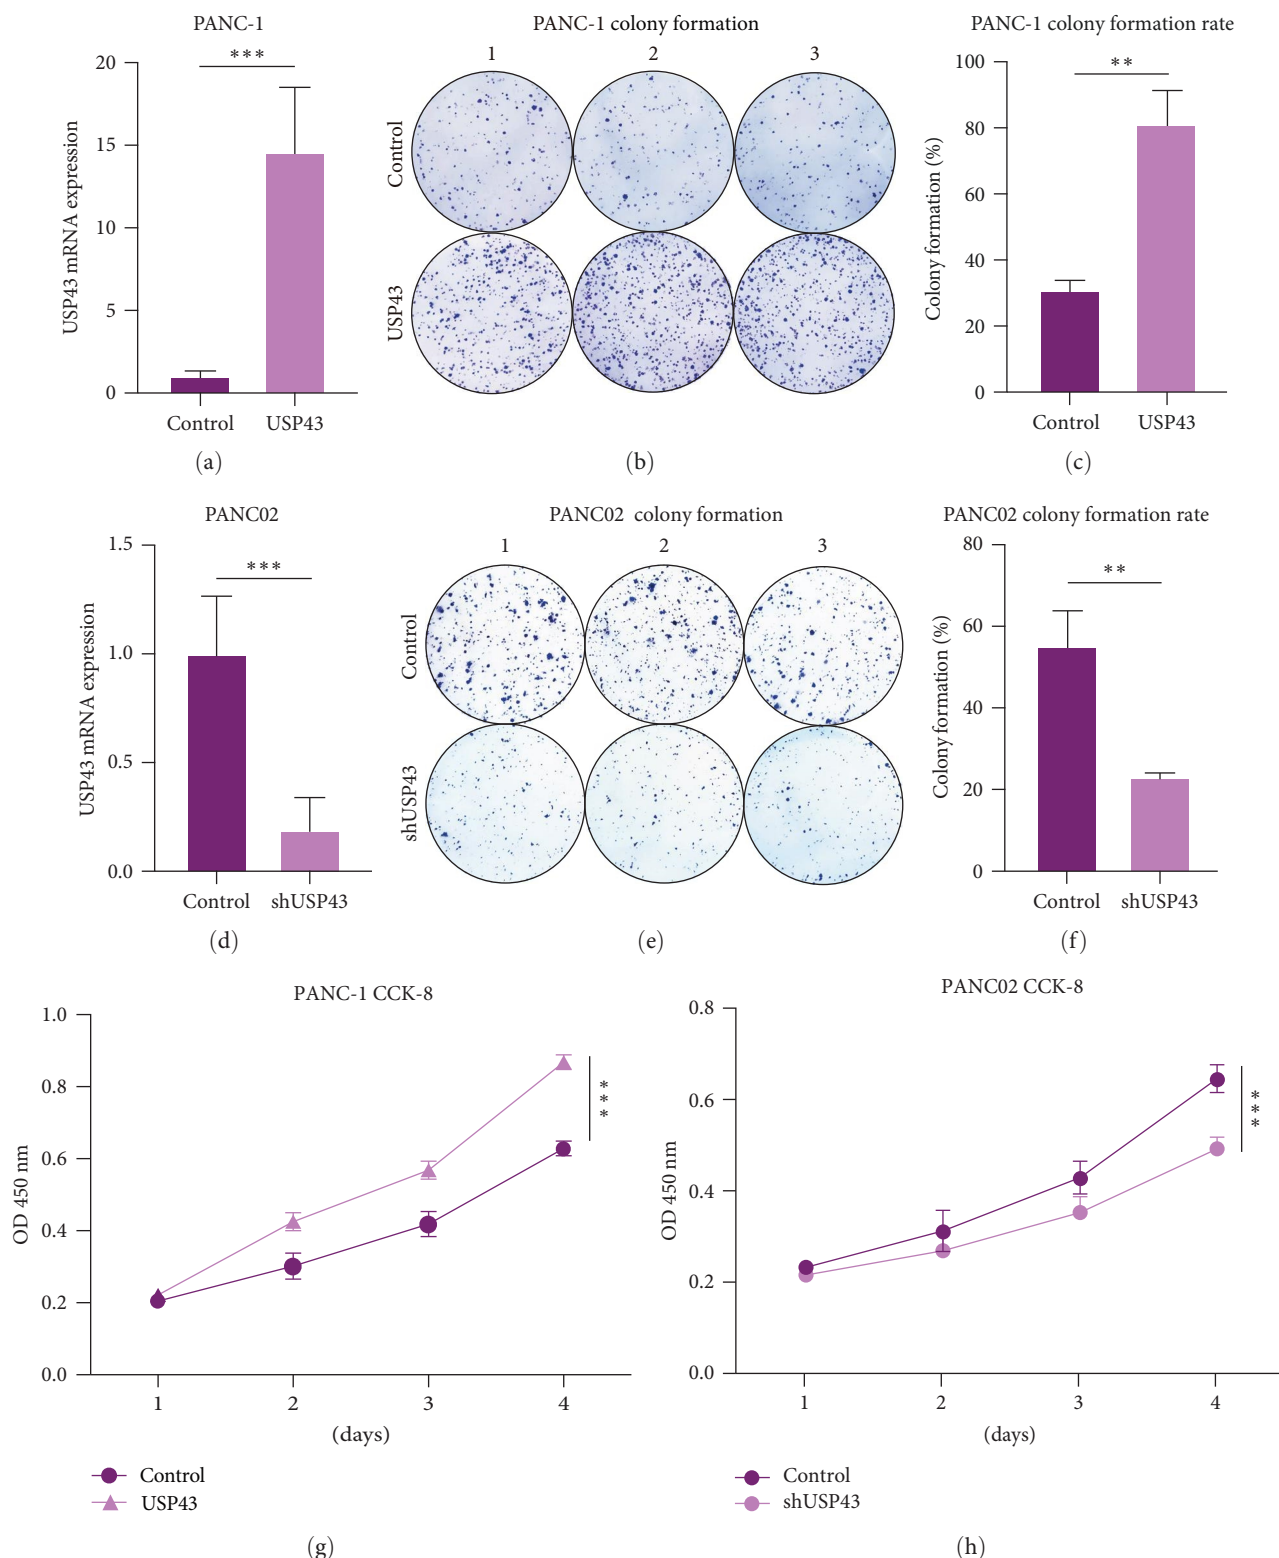 PANC-1
USP43 mRNA expression
20
15
10
5
0
***
Control USP43
(a)
PANC-1 colony formation
1 2 3
Control
USP43
(b)
PANC-1 colony formation rate
Colony formation (%)
100
80
60
40
20
0
**
Control USP43
(c)
PANC02
USP43 mRNA expression
1.5
1.0
0.5
0.0
***
Control shUSP43
(d)
PANC02 colony formation
1 2 3
Control
shUSP43
(e)
PANC02 colony formation rate
Colony formation (%)
80
60
40
20
0
**
Control shUSP43
(f)
PANC-1 CCK-8
OD 450 nm
1.0
0.8
0.6
0.4
0.2
0.0
***
1 2 3 4
(days)
Control
USP43
(g)
PANC02 CCK-8
OD 450 nm
0.8
0.6
0.4
0.2
0.0
***
1 2 3 4
(days)
Control
shUSP43
(h)